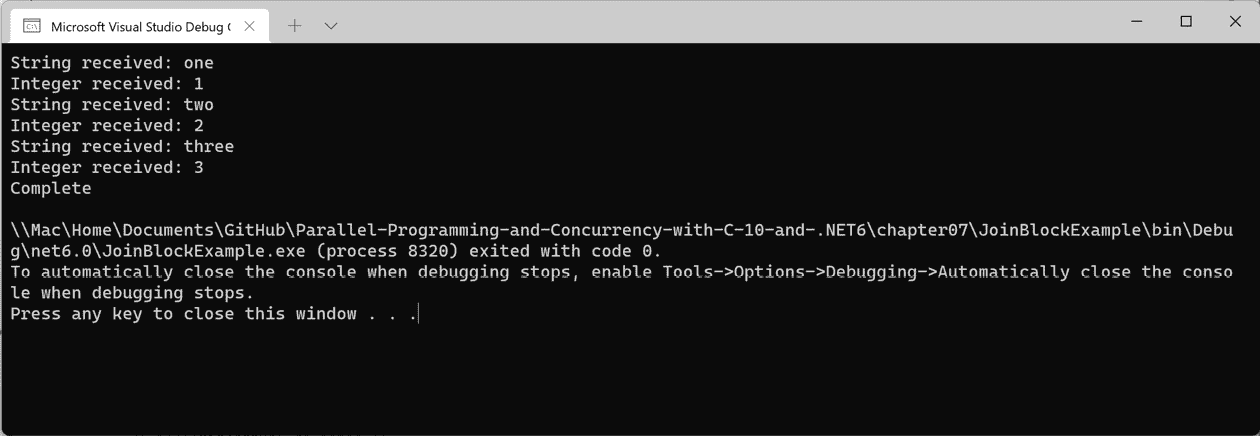 Microsoft Visual Studio Debug C
String received: one
Integer received: 1
String received: two
Integer received: 2
String received: three
Integer received: 3
Complete
\\Mac\Home\Documents\GitHub\Parallel-Programming-and-Concurrency-with-C-10-and-.NET6\chapter07\JoinBlockExample\bin\Debu
g\net6.0\JoinBlockExample.exe (process 8320) exited with code 0.
To automatically close the console when debugging stops, enable Tools->Options->Debugging->Automatically close the conso
le when debugging stops.
Press any key to close this window . . .